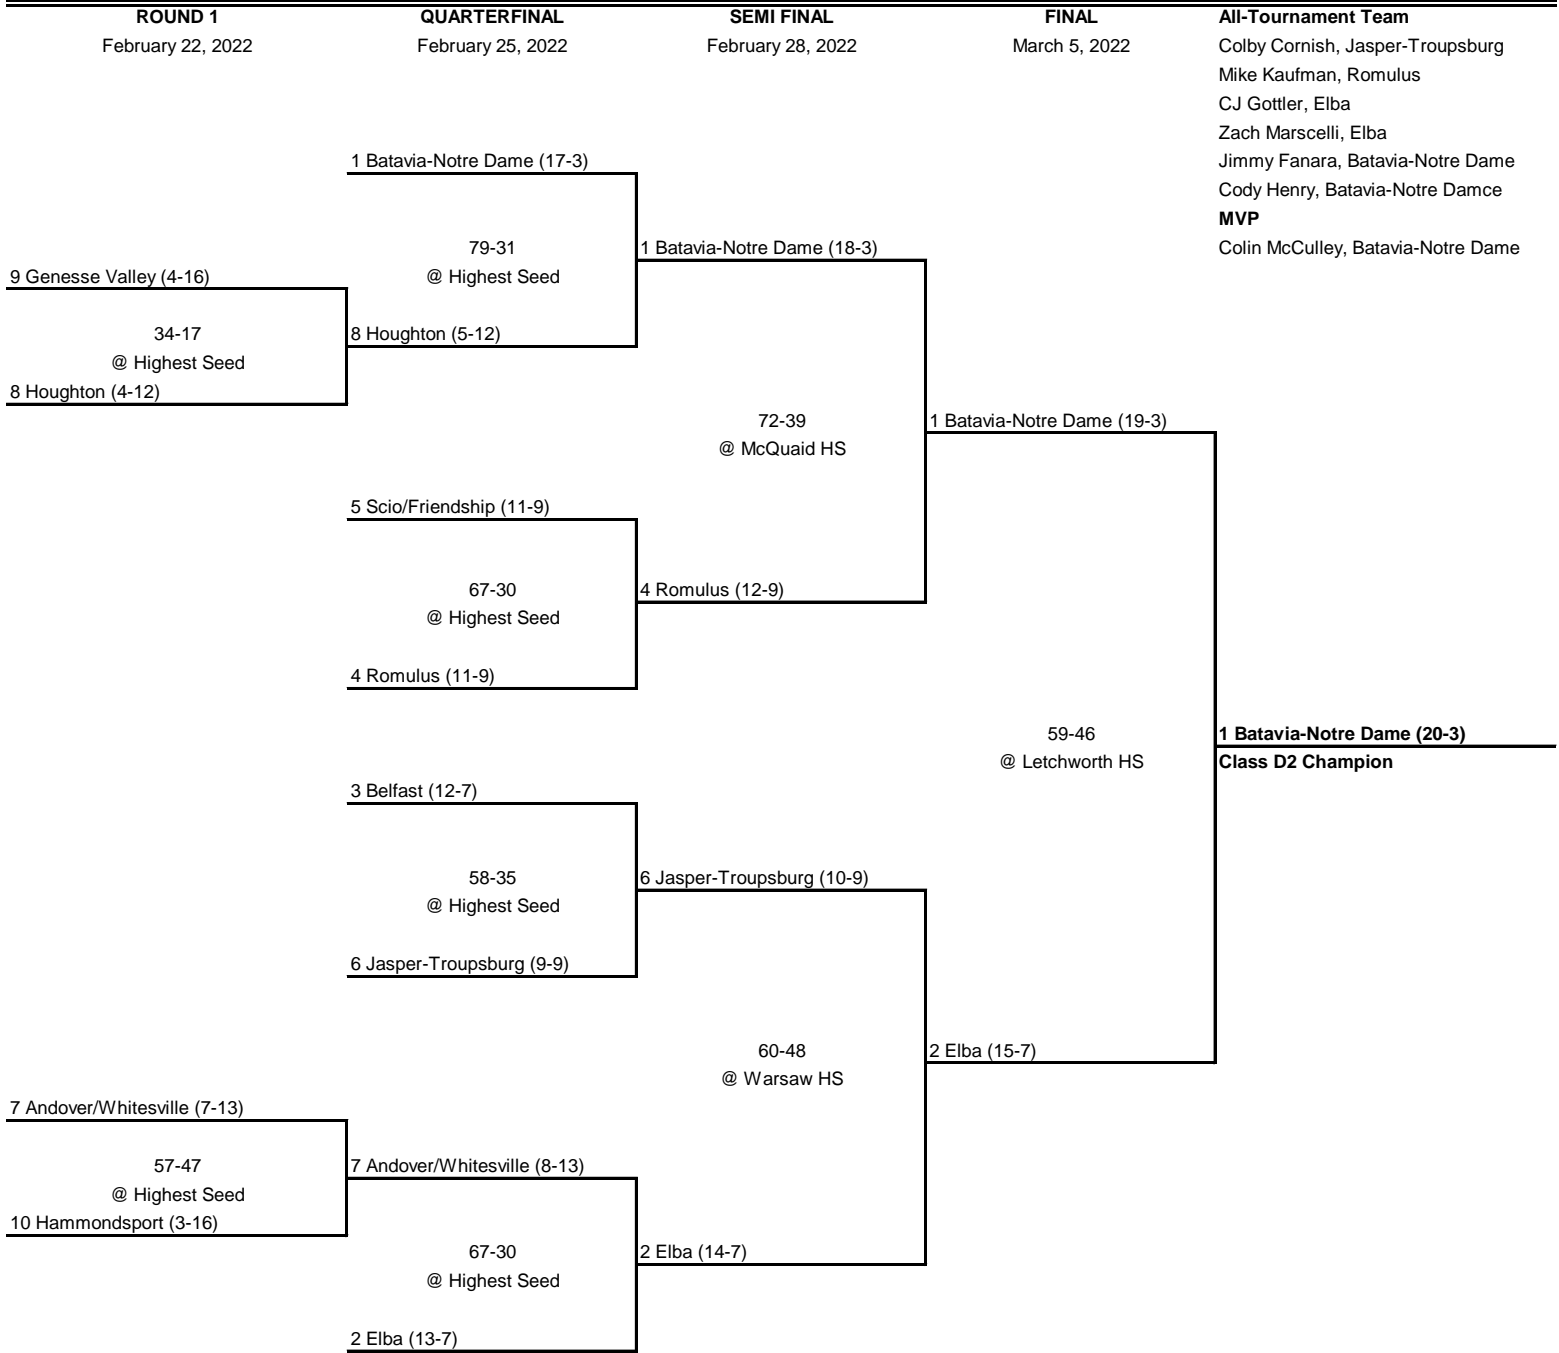 ROUND 1 QUARTERFINAL SEMI FINAL FINAL All-Tournament Team
February 22, 2022 February 25, 2022 February 28, 2022 March 5, 2022 Colby Cornish, Jasper-Troupsburg
Mike Kaufman, Romulus
CJ Gottler, Elba
Zach Marscelli, Elba
1 Batavia-Notre Dame (17-3) Jimmy Fanara, Batavia-Notre Dame
Cody Henry, Batavia-Notre Damce
MVP
79-31 1 Batavia-Notre Dame (18-3) Colin McCulley, Batavia-Notre Dame
9 Genesse Valley (4-16) @ Highest Seed
34-17 8 Houghton (5-12)
@ Highest Seed
8 Houghton (4-12)
72-39 1 Batavia-Notre Dame (19-3)
@ McQuaid HS
5 Scio/Friendship (11-9)
67-30 4 Romulus (12-9)
@ Highest Seed
4 Romulus (11-9)
59-46 1 Batavia-Notre Dame (20-3)
@ Letchworth HS Class D2 Champion
3 Belfast (12-7)
58-35 6 Jasper-Troupsburg (10-9)
@ Highest Seed
6 Jasper-Troupsburg (9-9)
60-48 2 Elba (15-7)
@ Warsaw HS
7 Andover/Whitesville (7-13)
57-47 7 Andover/Whitesville (8-13)
@ Highest Seed
10 Hammondsport (3-16)
67-30 2 Elba (14-7)
@ Highest Seed
2 Elba (13-7)